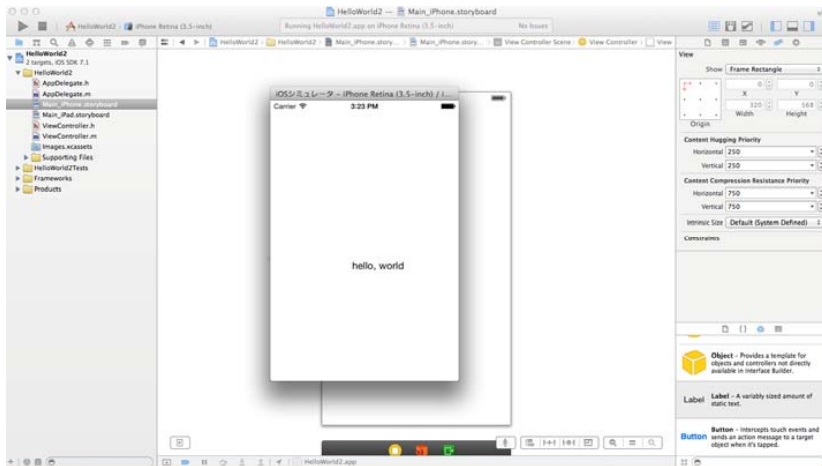 HelloWorld2 — Main_iPhone.storyboard
HelloWorld2 iPhone Retina (3.5-inch)
Running HelloWorld2.app on iPhone Retina (3.5-inch)
No Issues
HelloWorld2
2 targets, iOS SDK 7.1
HelloWorld2
AppDelegate.h
AppDelegate.m
Main_iPhone.storyboard
Main_iPad.storyboard
ViewController.h
ViewController.m
Images.xcassets
Supporting Files
HelloWorld2Tests
Frameworks
Products
HelloWorld2 HelloWorld2 Main_iPhone.story... Main_iPhone.story... View Controller Scene View Controller View
iOSシミュレータ – iPhone Retina (3.5-inch) / i...
Carrier 3:23 PM
hello, world
HelloWorld2.app
View
Show Frame Rectangle
0 0
X Y
320 568
Width Height
Origin
Content Hugging Priority
Horizontal 250
Vertical 250
Content Compression Resistance Priority
Horizontal 750
Vertical 750
Intrinsic Size Default (System Defined)
Constraints
Object – Provides a template for
objects and controllers not directly
available in Interface Builder.
Label Label – A variably sized amount of
static text.
Button Button – Intercepts touch events and
sends an action message to a target
object when it's tapped.